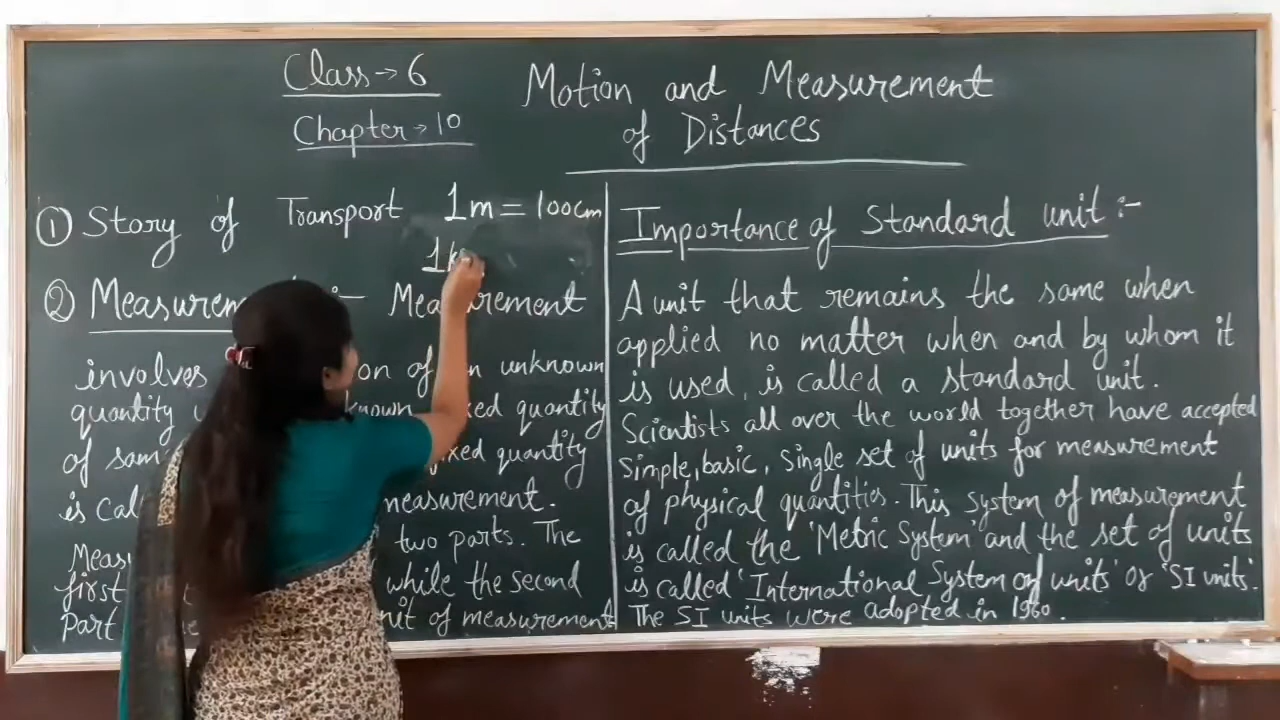 Class → 6
Chapter → 10
Motion and Measurement
of Distances
① Story of Transport
1m = 100cm
1k
② Measurem :- Measurement
involves on of an unknown
quantity known fixed quantity
of sam fixed quantity
is cal measurement.
Meas two parts. The
first while the second
part nit of measurement
Importance of Standard unit :-
A unit that remains the same when
applied no matter when and by whom it
is used, is called a standard unit.
Scientists all over the world together have accepted
simple, basic, single set of units for measurement
of physical quantities. This system of measurement
is called the 'Metric System' and the set of units
is called 'International System of units' or 'SI units'.
The SI units were adopted in 1960.